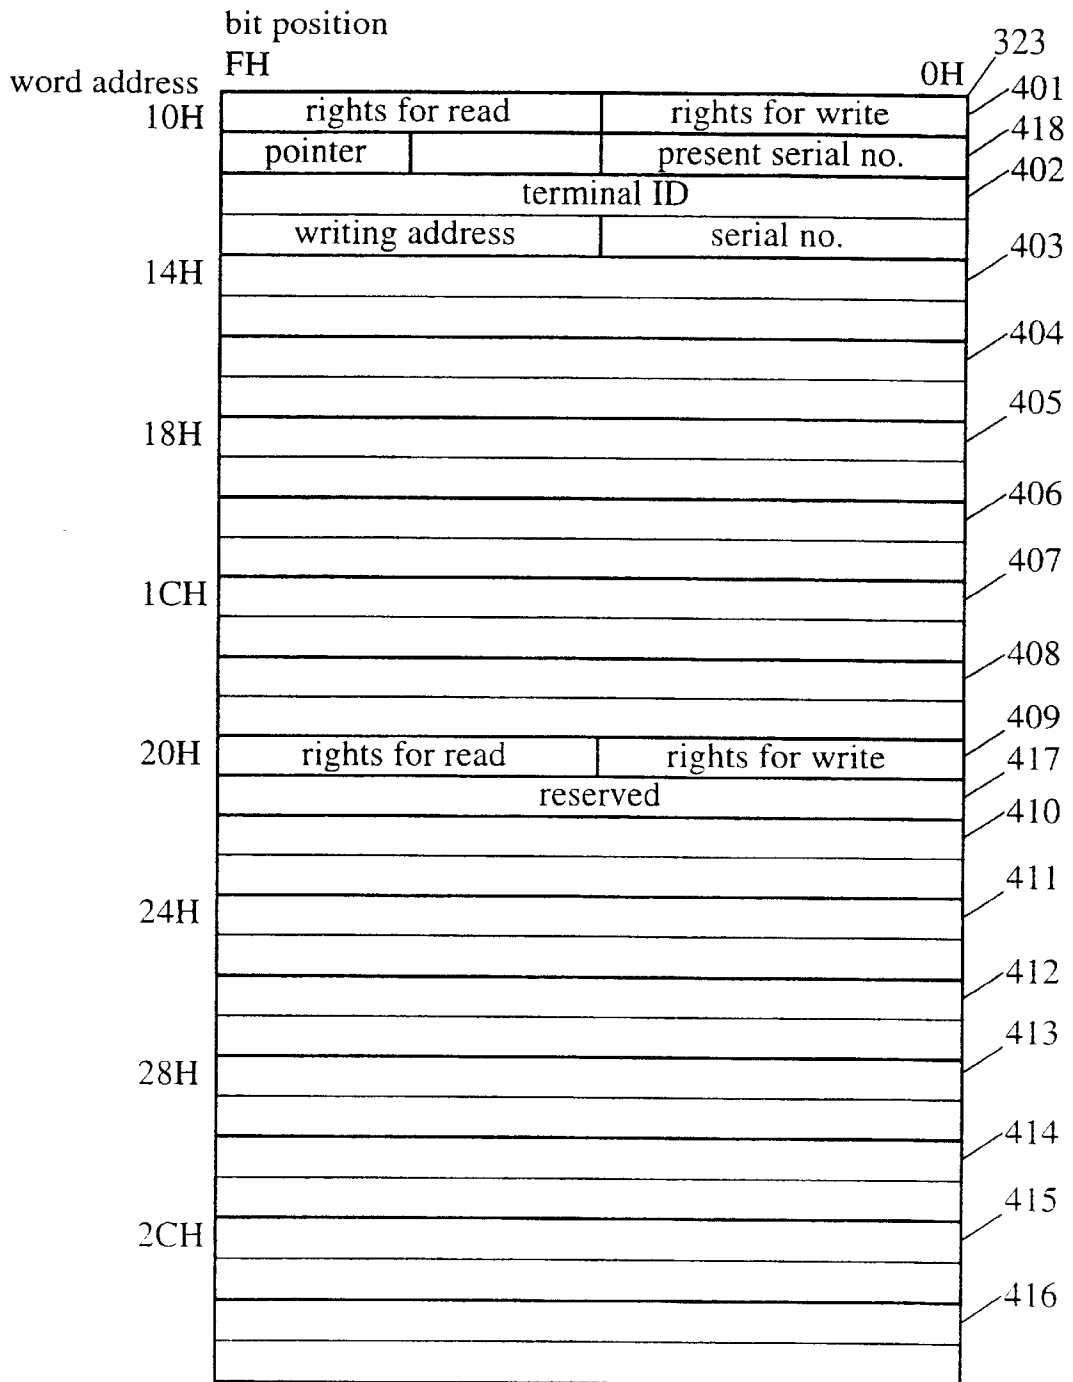 bit position
FH 0H 323
word address
10H rights for read rights for write 401
pointer present serial no. 418
terminal ID 402
writing address serial no.
14H 403
404
18H 405
406
1CH 407
408
20H rights for read rights for write 409
reserved 417
410
24H 411
412
28H 413
414
2CH 415
416